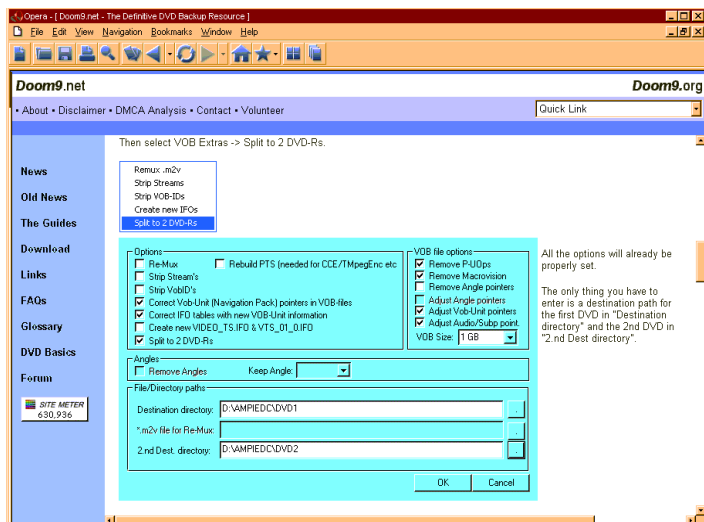 Opera - [ Doom9.net - The Definitive DVD Backup Resource ]
File Edit View Navigation Bookmarks Window Help
Doom9.net
Doom9.org
• About • Disclaimer • DMCA Analysis • Contact • Volunteer
Quick Link
Then select VOB Extras -> Split to 2 DVD-Rs.
News
Old News
The Guides
Download
Links
FAQs
Glossary
DVD Basics
Forum
SITE METER
630,936
Remux .m2v
Strip Streams
Strip VOB-IDs
Create new IFOs
Split to 2 DVD-Rs
Options
Re-Mux
Rebuild PTS (needed for CCE/TMpegEnc etc
Strip Stream's
Strip VobID's
Correct Vob-Unit (Navigation Pack) pointers in VOB-files
Correct IFO tables with new VOB-Unit information
Create new VIDEO_TS.IFO & VTS_01_0.IFO
Split to 2 DVD-Rs
VOB file options
Remove P-UOps
Remove Macrovision
Remove Angle pointers
Adjust Angle pointers
Adjust Vob-Unit pointers
Adjust Audio/Subp point.
VOB Size: 1 GB
Angles
Remove Angles
Keep Angle:
File/Directory paths
Destination directory: D:\AMPIEDC\DVD1
*.m2v file for Re-Mux:
2.nd Dest. directory: D:\AMPIEDC\DVD2
OK
Cancel
All the options will already be
properly set.
The only thing you have to
enter is a destination path for
the first DVD in "Destination
directory" and the 2nd DVD in
"2.nd Dest directory".